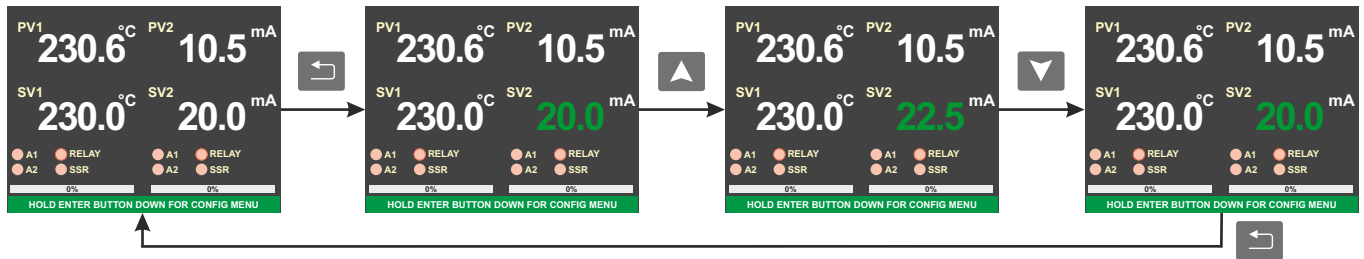 PV1 230.6 °C PV2 10.5 mA
SV1 230.0 °C SV2 20.0 mA
A1 RELAY A1 RELAY
A2 SSR A2 SSR
0% 0%
HOLD ENTER BUTTON DOWN FOR CONFIG MENU
PV1 230.6 °C PV2 10.5 mA
SV1 230.0 °C SV2 20.0 mA
A1 RELAY A1 RELAY
A2 SSR A2 SSR
0% 0%
HOLD ENTER BUTTON DOWN FOR CONFIG MENU
PV1 230.6 °C PV2 10.5 mA
SV1 230.0 °C SV2 22.5 mA
A1 RELAY A1 RELAY
A2 SSR A2 SSR
0% 0%
HOLD ENTER BUTTON DOWN FOR CONFIG MENU
PV1 230.6 °C PV2 10.5 mA
SV1 230.0 °C SV2 20.0 mA
A1 RELAY A1 RELAY
A2 SSR A2 SSR
0% 0%
HOLD ENTER BUTTON DOWN FOR CONFIG MENU